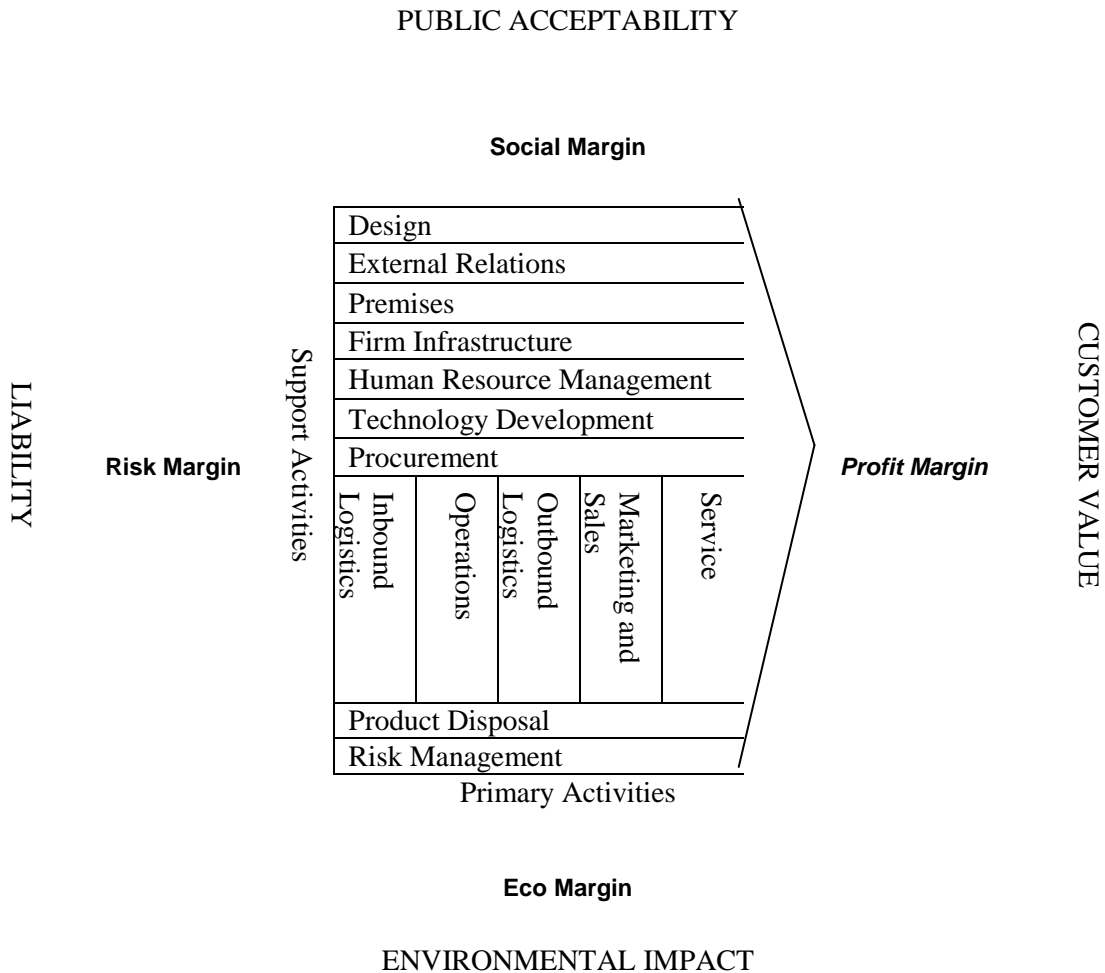 PUBLIC ACCEPTABILITY
Social Margin
Design
External Relations
Premises
Firm Infrastructure
Human Resource Management
Technology Development
Procurement
LIABILITY
Risk Margin
Support Activities
Inbound
Logistics
Operations
Outbound
Logistics
Marketing and
Sales
Service
Profit Margin
CUSTOMER VALUE
Product Disposal
Risk Management
Primary Activities
Eco Margin
ENVIRONMENTAL IMPACT